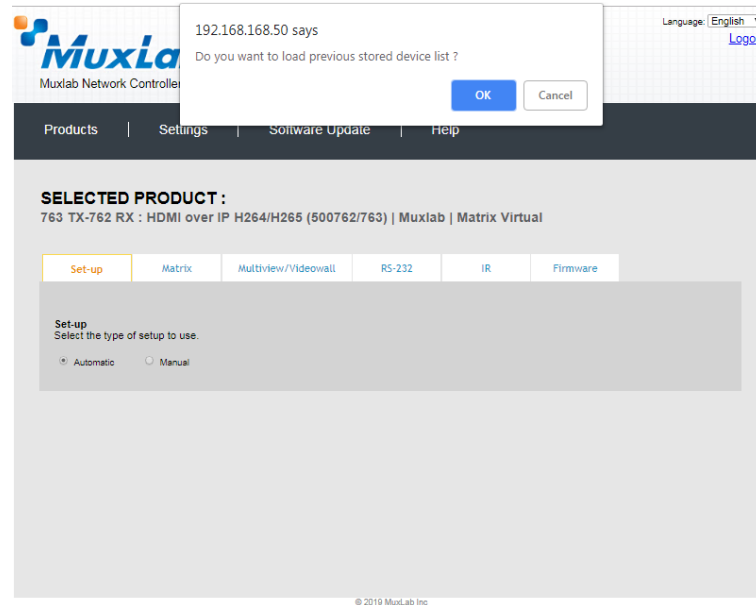 192.168.168.50 says
Do you want to load previous stored device list ?
OK Cancel
Language: English
Logo
MuxLa
Muxlab Network Controller
Products | Settings | Software Update | Help
SELECTED PRODUCT :
763 TX-762 RX : HDMI over IP H264/H265 (500762/763) | Muxlab | Matrix Virtual
Set-up Matrix Multiview/Videowall RS-232 IR Firmware
Set-up
Select the type of setup to use.
Automatic Manual
© 2019 MuxLab Inc